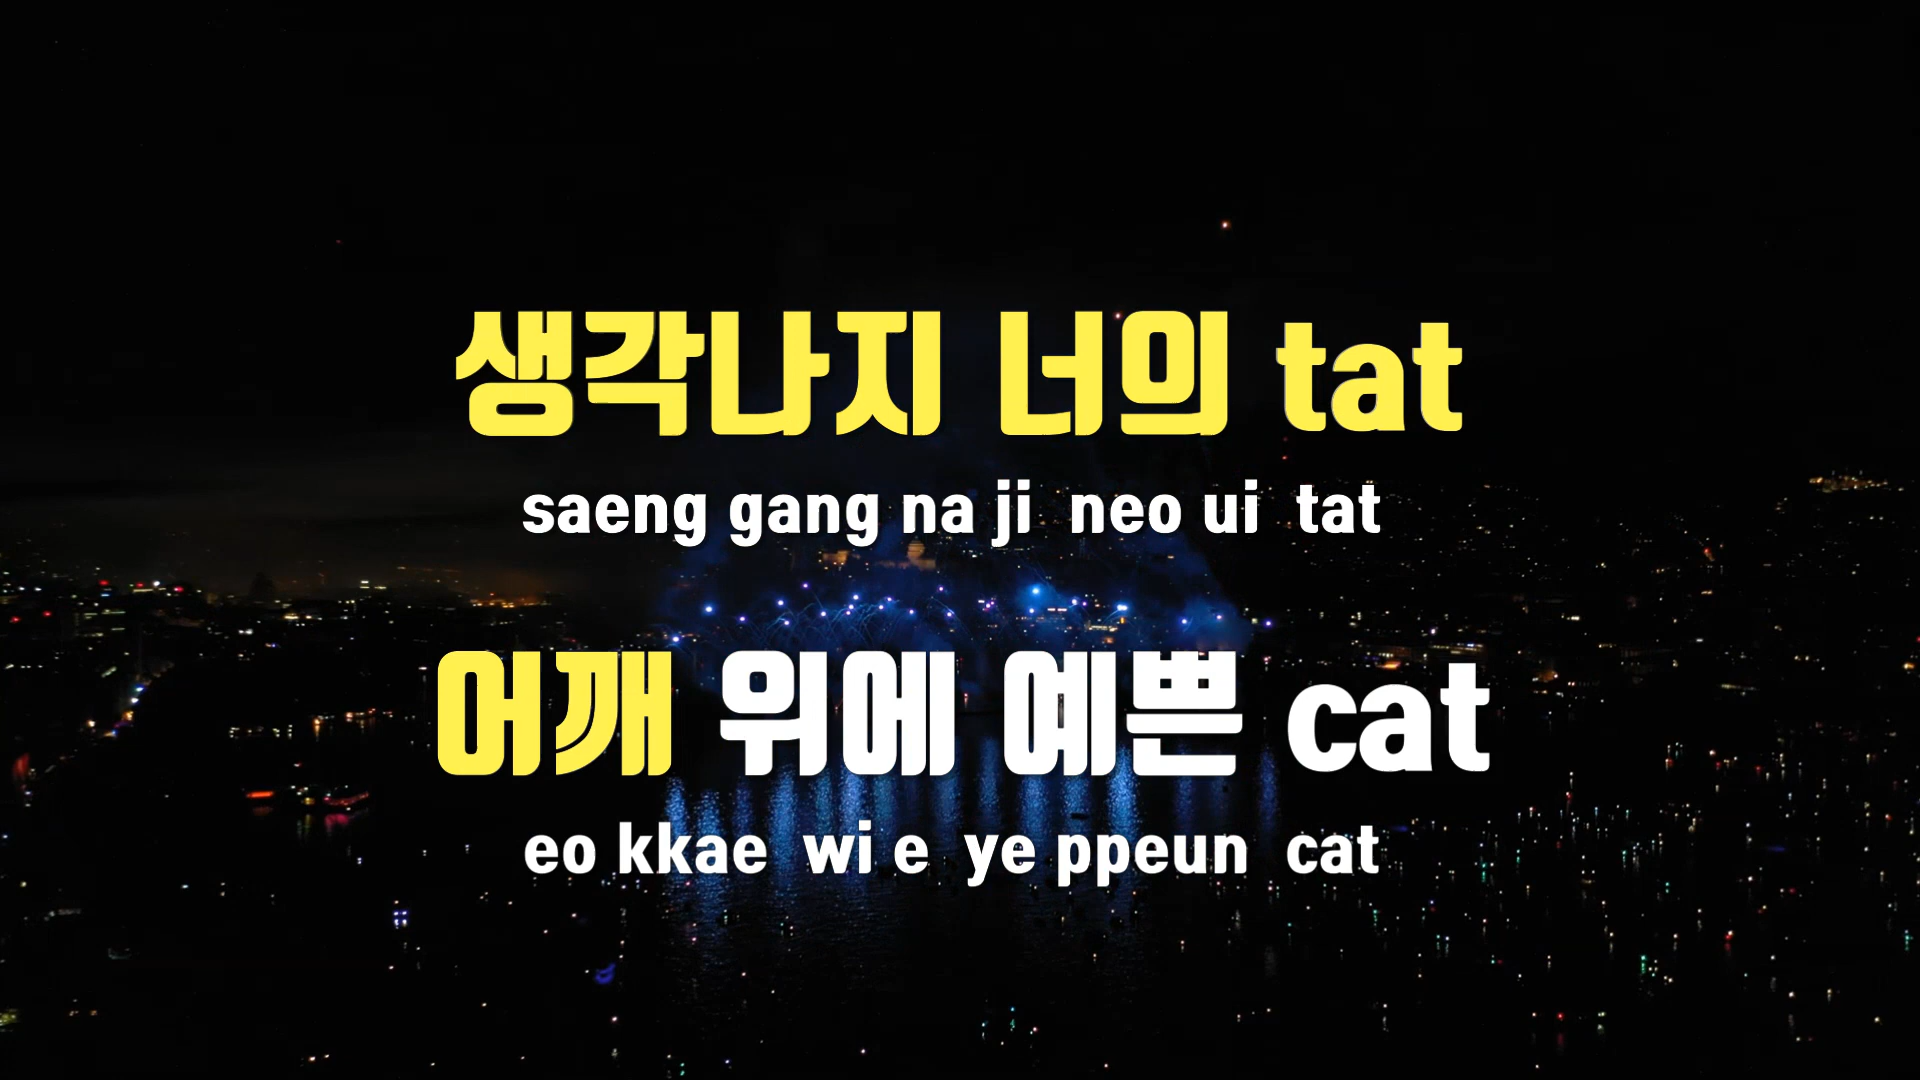 생각나지 너의 tat
saeng gang na ji neo ui tat
어깨 위에 예쁜 cat
eo kkae wi e ye ppeun cat